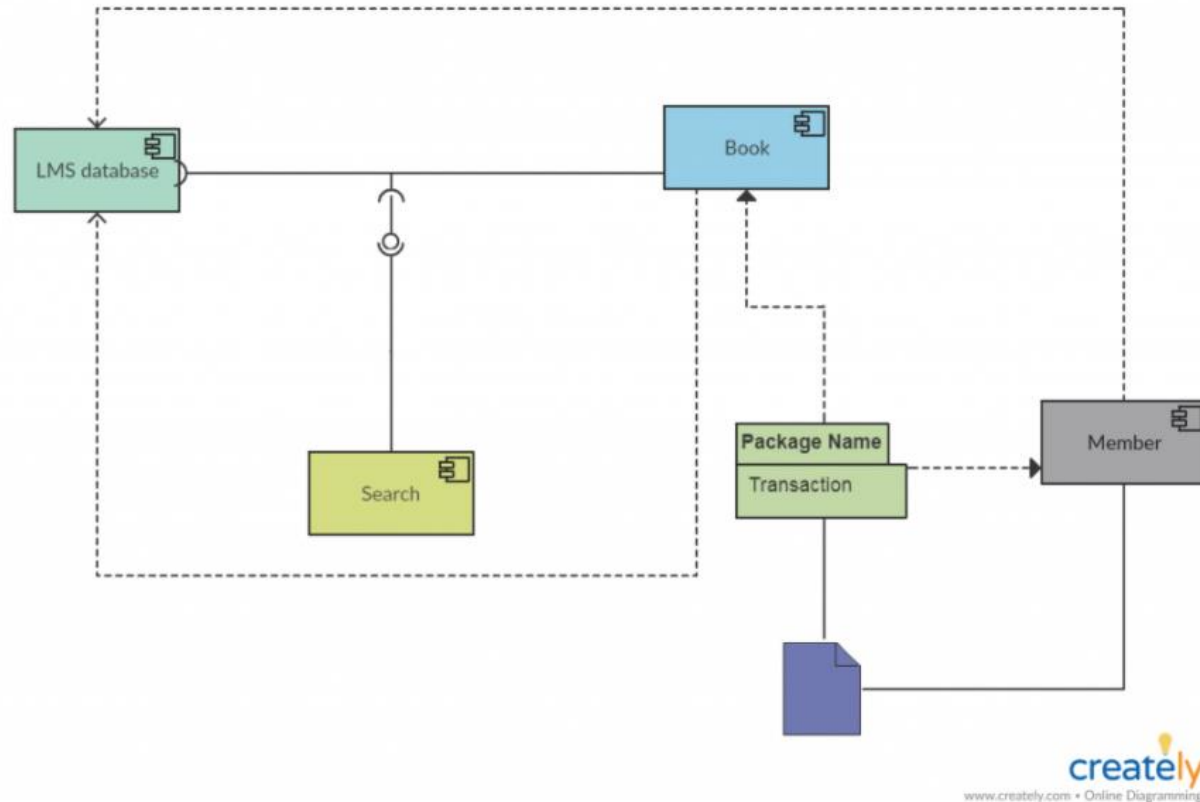 LMS database
Book
Search
Package Name
Transaction
Member
creately
www.creately.com • Online Diagramming